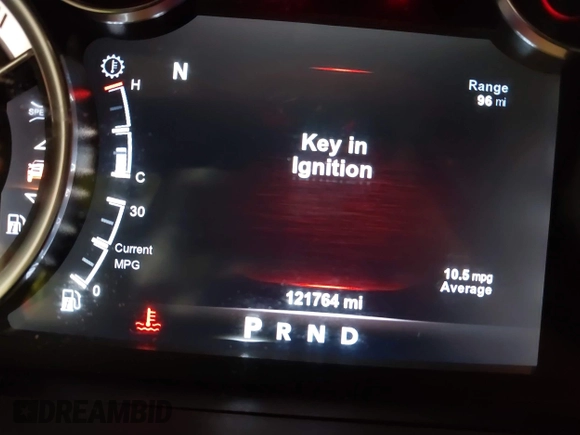 N
H
Range
96 mi
Key in
Ignition
C
30
Current
MPG
0
10.5 mpg
Average
121764 mi
P R N D
DREAMBID